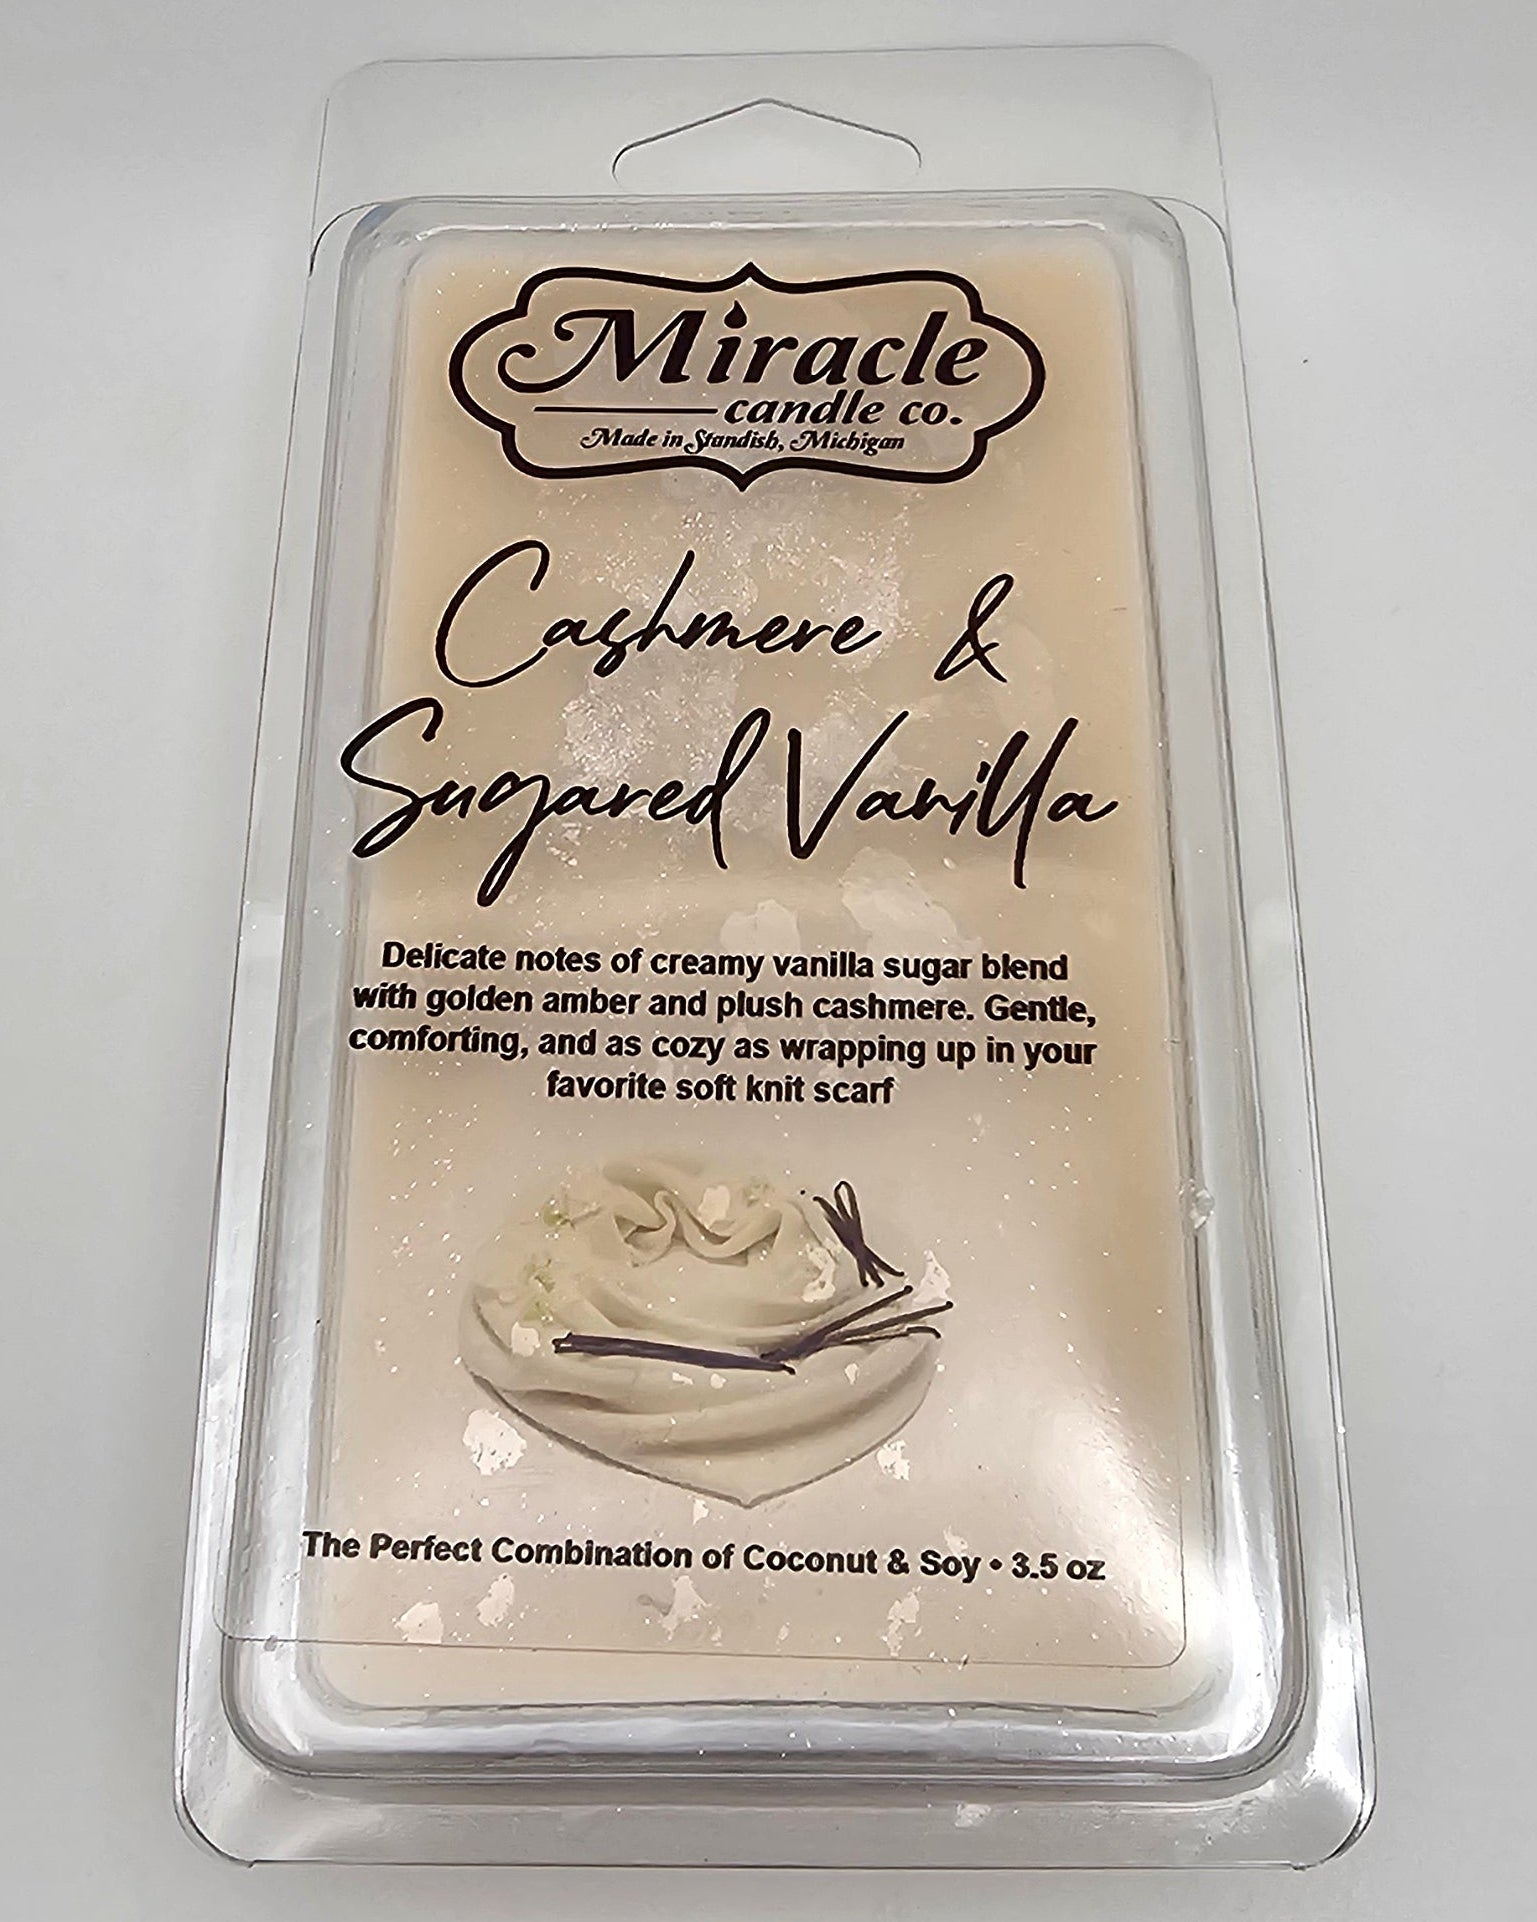 Miracle
candle co.
Made in Standish, Michigan
Cashmere &
Sugared Vanilla
Delicate notes of creamy vanilla sugar blend
with golden amber and plush cashmere. Gentle,
comforting, and as cozy as wrapping up in your
favorite soft knit scarf
The Perfect Combination of Coconut & Soy • 3.5 oz